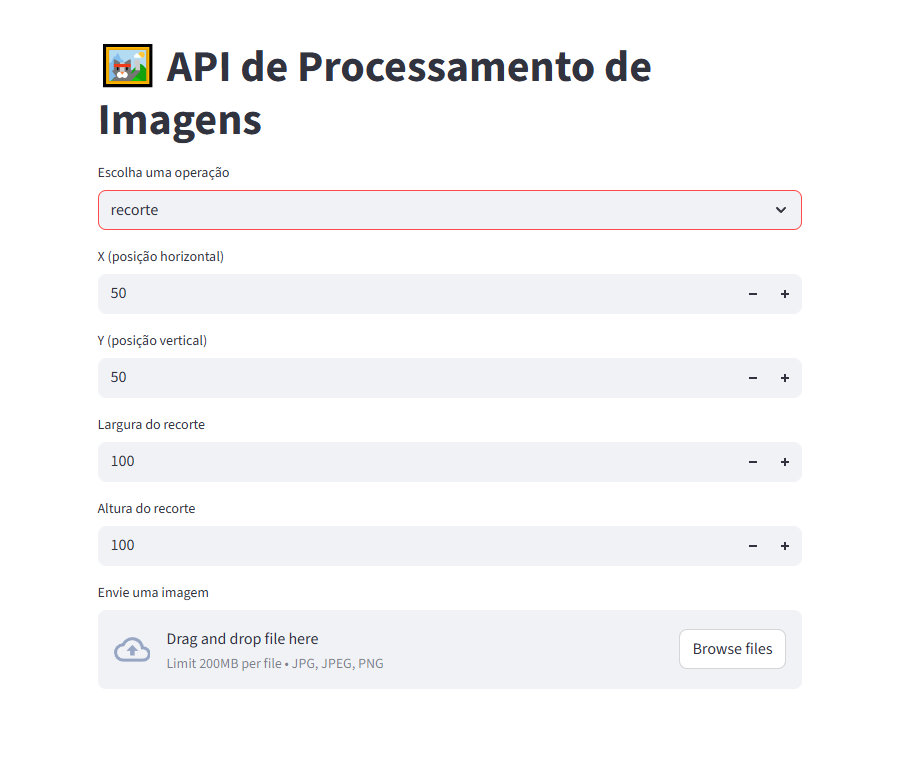 API de Processamento de
Imagens
Escolha uma operação
recorte
X (posição horizontal)
50
Y (posição vertical)
50
Largura do recorte
100
Altura do recorte
100
Envie uma imagem
Drag and drop file here
Limit 200MB per file • JPG, JPEG, PNG
Browse files